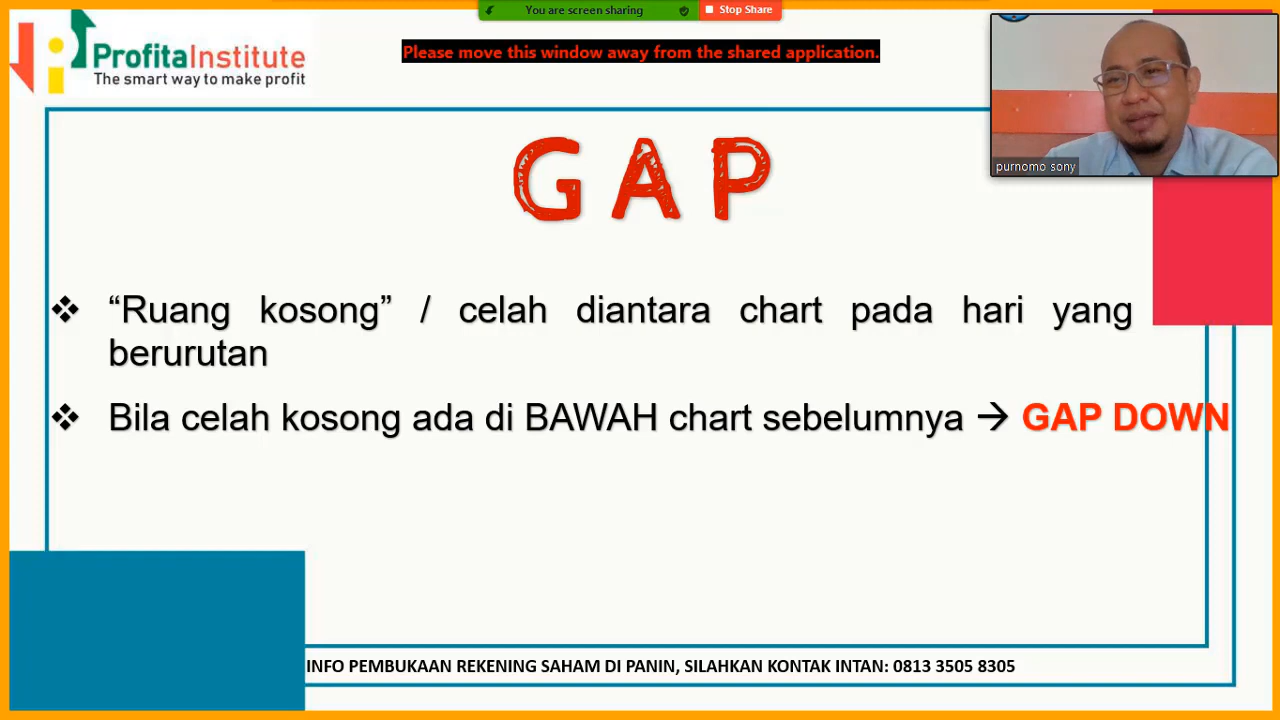 You are screen sharing
Stop Share
Please move this window away from the shared application.
ProfitaInstitute
The smart way to make profit
purnomo sony
GAP
❖ “Ruang kosong” / celah diantara chart pada hari yang
berurutan
❖ Bila celah kosong ada di BAWAH chart sebelumnya → GAP DOWN
INFO PEMBUKAAN REKENING SAHAM DI PANIN, SILAHKAN KONTAK INTAN: 0813 3505 8305